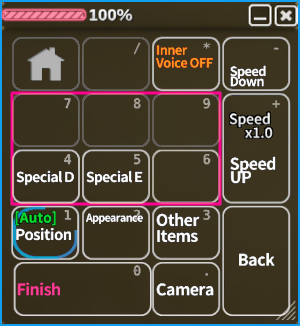 100%
/
Inner *
Voice OFF
-
Speed
Down
7
8
9
+
Speed
x1.0
Speed
UP
4
Special D
5
Special E
6
[Auto] 1
Position
2
Appearance
3
Other
Items
Back
0
Finish
.
Camera